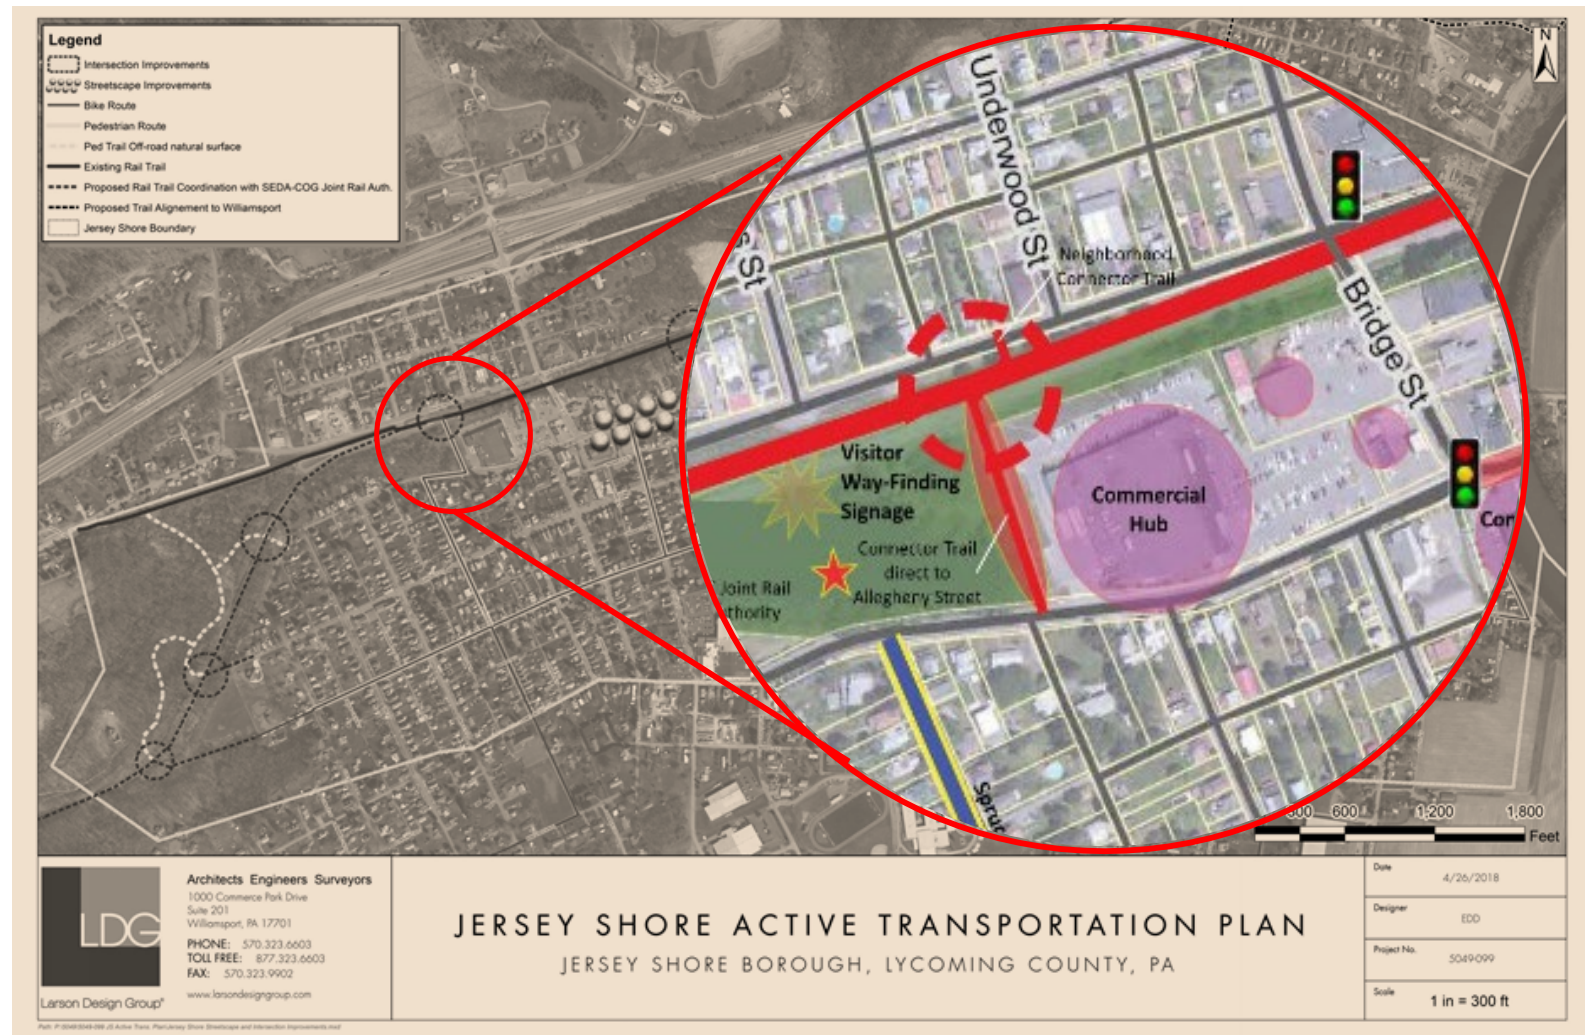 Legend
Intersection Improvements
Streetscape Improvements
Bike Route
Pedestrian Route
Ped Trail Off-road natural surface
Existing Rail Trail
Proposed Rail Trail Coordination with SEDA-COG Joint Rail Auth.
Proposed Trail Alignement to Williamsport
Jersey Shore Boundary
N
Underwood St
s St
Neighborhood
Connector Trail
Bridge St
Visitor
Way-Finding
Signage
Commercial
Hub
Con
Connector Trail
direct to
Allegheny Street
Joint Rail
thority
Spruc
600
1,200
1,800
Feet
LDG
Larson Design Group®
Architects Engineers Surveyors
1000 Commerce Park Drive
Suite 201
Williamsport, PA 17701
PHONE: 570.323.6603
TOLL FREE: 877.323.6603
FAX: 570.323.9902
www.larsondesigngroup.com
JERSEY SHORE ACTIVE TRANSPORTATION PLAN
JERSEY SHORE BOROUGH, LYCOMING COUNTY, PA
Date
4/26/2018
Designer
EDD
Project No.
5049-099
Scale
1 in = 300 ft